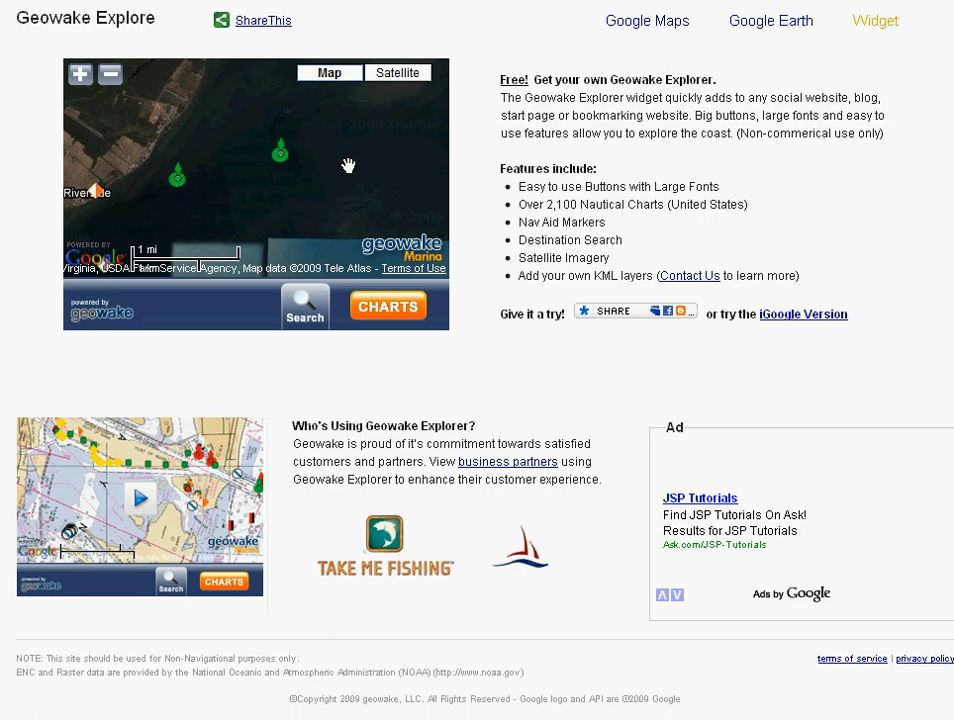 Geowake Explore
ShareThis
Google Maps
Google Earth
Widget
Map
Satellite
Riverside
1 mi
POWERED BY
Google
geowake
Marina
Virginia, USDA Farm Service Agency, Map data ©2009 Tele Atlas - Terms of Use
powered by
geowake
Search
CHARTS
Free! Get your own Geowake Explorer.
The Geowake Explorer widget quickly adds to any social website, blog,
start page or bookmarking website. Big buttons, large fonts and easy to
use features allow you to explore the coast. (Non-commerical use only)
Features include:
Easy to use Buttons with Large Fonts
Over 2,100 Nautical Charts (United States)
Nav Aid Markers
Destination Search
Satellite Imagery
Add your own KML layers (Contact Us to learn more)
Give it a try! SHARE ... or try the iGoogle Version
Google
geowake
powered by
geowake
Search
CHARTS
Who's Using Geowake Explorer?
Geowake is proud of it's commitment towards satisfied
customers and partners. View business partners using
Geowake Explorer to enhance their customer experience.
TAKE ME FISHING
Ad
JSP Tutorials
Find JSP Tutorials On Ask!
Results for JSP Tutorials
Ask.com/JSP-Tutorials
Ads by Google
NOTE: This site should be used for Non-Navigational purposes only.
ENC and Raster data are provided by the National Oceanic and Atmospheric Administration (NOAA) (http://www.noaa.gov)
terms of service | privacy policy
©Copyright 2009 geowake, LLC. All Rights Reserved - Google logo and API are ©2009 Google